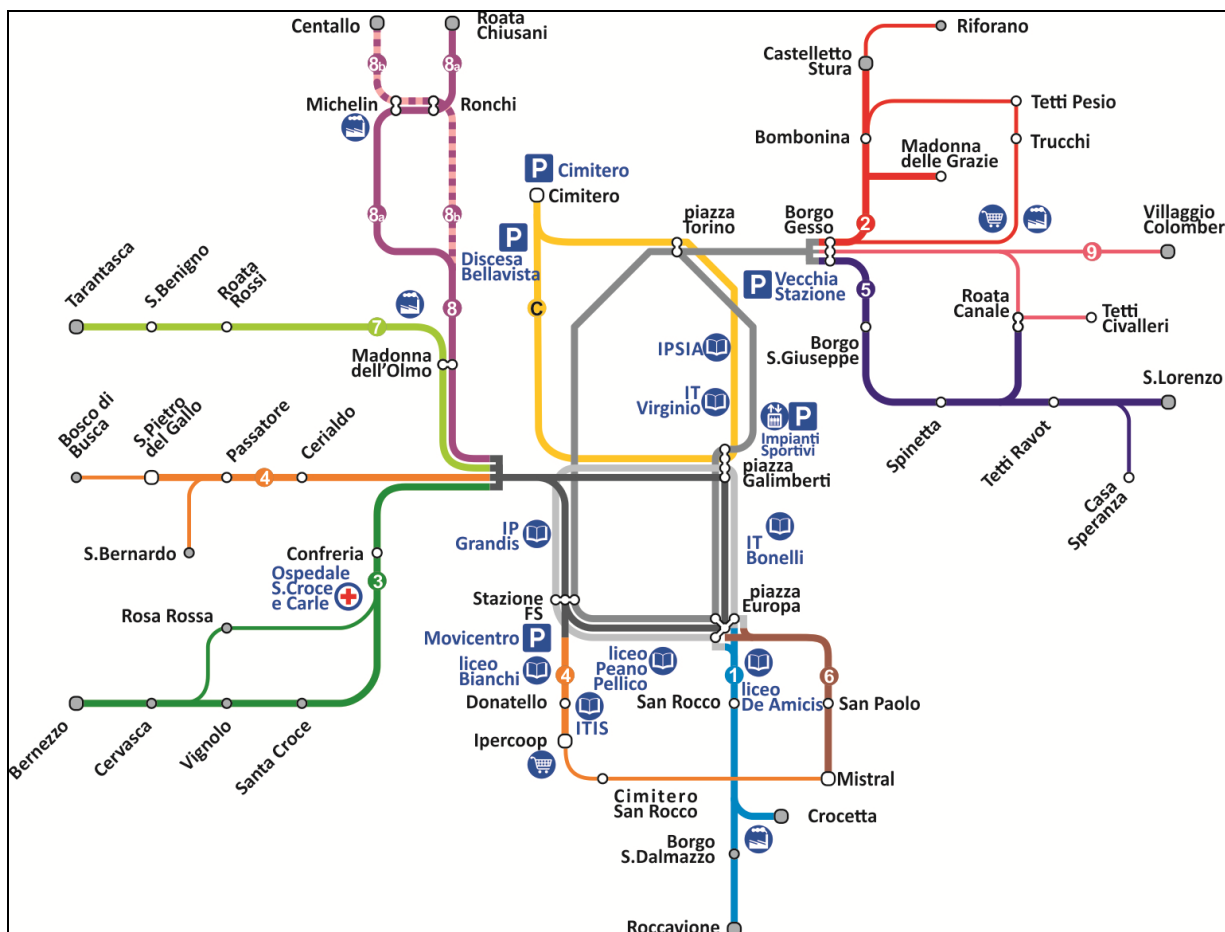 Centallo
Roata
Chiusani
8b
8a
Michelin
Ronchi
8a
8b
8
Riforano
Castelletto
Stura
Tetti Pesio
Bombonina
Trucchi
Madonna
delle Grazie
2
P Cimitero
Cimitero
piazza
Torino
Borgo
Gesso
Villaggio
Colomber
9
P
Discesa
Bellavista
P Vecchia
Stazione
5
Tarantasca
S.Benigno
Roata
Rossi
7
C
Roata
Canale
Tetti
Civalleri
Madonna
dell'Olmo
IPSIA
Borgo
S.Giuseppe
IT
Virginio
S.Lorenzo
P
Impianti
Sportivi
Spinetta
Tetti Ravot
Casa
Speranza
Bosco di
Busca
S.Pietro
del Gallo
Passatore
Cerialdo
4
piazza
Galimberti
S.Bernardo
Confreria
IP
Grandis
IT
Bonelli
Ospedale
S.Croce
e Carle
3
Rosa Rossa
Stazione
FS
piazza
Europa
Movicentro P
liceo
Bianchi
4
liceo
Peano
Pellico
1
liceo
De Amicis
6
Bernezzo
Cervasca
Vignolo
Santa Croce
Donatello
ITIS
San Rocco
San Paolo
Ipercoop
Cimitero
San Rocco
Mistral
Crocetta
Borgo
S.Dalmazzo
Roccavione